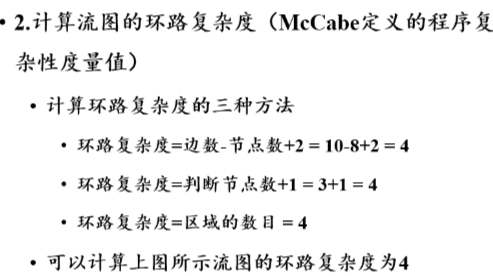 • 2.计算流图的环路复杂度（McCabe定义的程序复
杂性度量值）
• 计算环路复杂度的三种方法
• 环路复杂度=边数-节点数+2 = 10-8+2 = 4
• 环路复杂度=判断节点数+1 = 3+1 = 4
• 环路复杂度=区域的数目 = 4
• 可以计算上图所示流图的环路复杂度为4